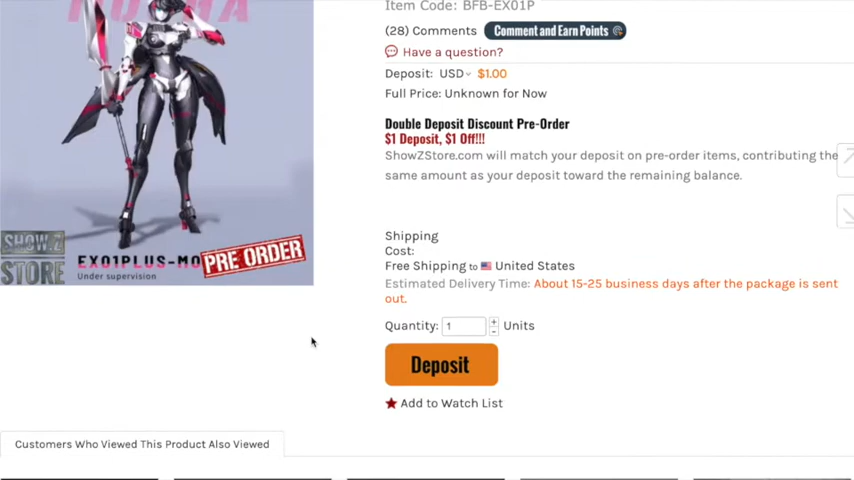 Item Code: BFB-EX01P
(28) Comments Comment and Earn Points
Have a question?
Deposit: USD $1.00
Full Price: Unknown for Now
Double Deposit Discount Pre-Order
$1 Deposit, $1 Off!!!
ShowZStore.com will match your deposit on pre-order items, contributing the
same amount as your deposit toward the remaining balance.
Shipping
Cost:
Free Shipping to United States
Estimated Delivery Time: About 15-25 business days after the package is sent
out.
Quantity: 1 + - Units
Deposit
Add to Watch List
SHOW.Z
STORE
EX01PLUS-MO
PRE ORDER
Under supervision
Customers Who Viewed This Product Also Viewed